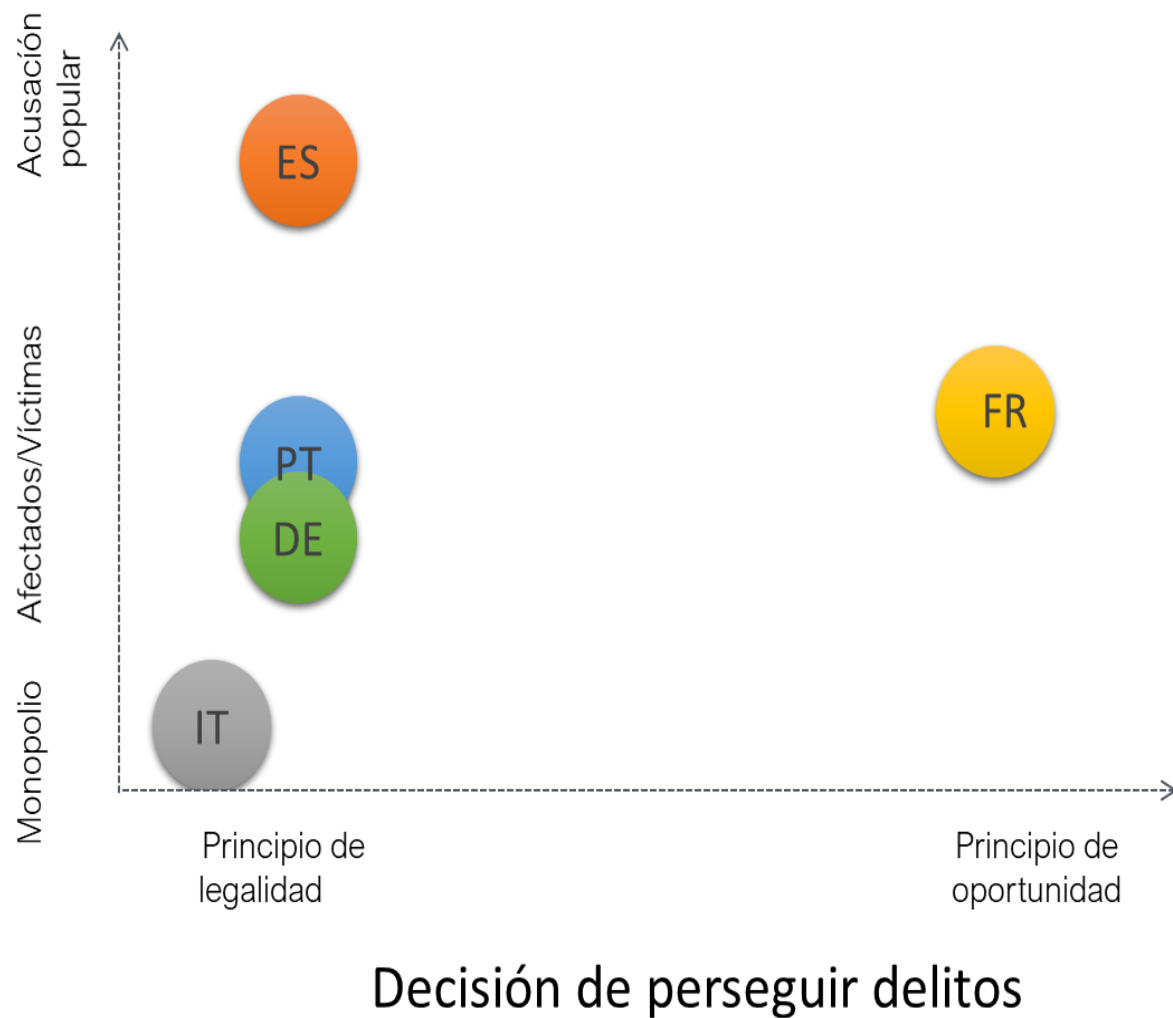 Acusación
popular
ES
Afectados/Víctimas
FR
PT
DE
Monopolio
IT
Principio de
legalidad
Principio de
oportunidad
Decisión de perseguir delitos